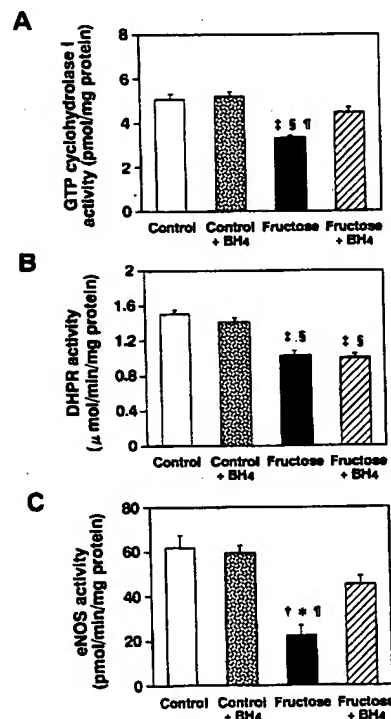 A
GTP cyclohydrolase I
activity (pmol/mg protein)
8
6
4
2
0
‡ § ¶
Control
Control
+ BH4
Fructose
Fructose
+ BH4
B
DHPR activity
(μ mol/min/mg protein)
2
1.6
1.2
0.8
0.4
0
‡ §
‡ §
Control
Control
+ BH4
Fructose
Fructose
+ BH4
C
eNOS activity
(pmol/min/mg protein)
80
60
40
20
0
† * ¶
Control
Control
+ BH4
Fructose
Fructose
+ BH4